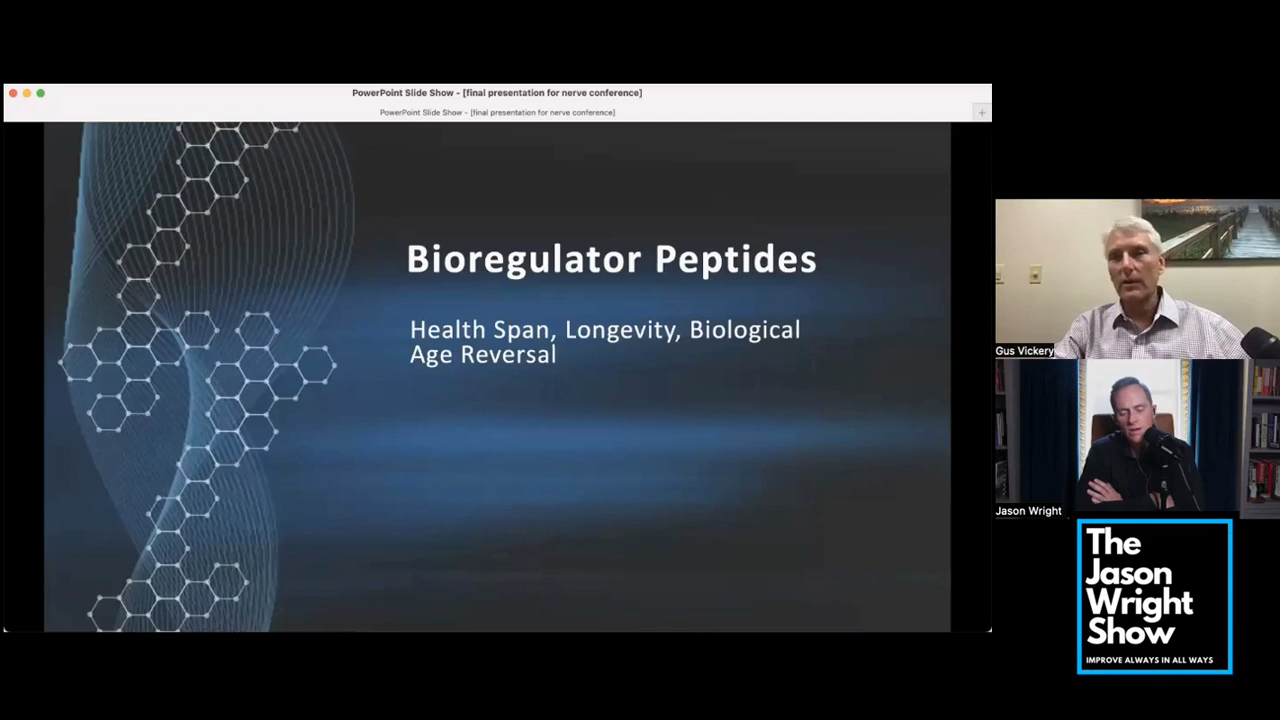 PowerPoint Slide Show - [final presentation for nerve conference]
PowerPoint Slide Show - [final presentation for nerve conference]
Bioregulator Peptides
Health Span, Longevity, Biological
Age Reversal
Gus Vickery
Jason Wright
The
Jason
Wright
Show
IMPROVE ALWAYS IN ALL WAYS